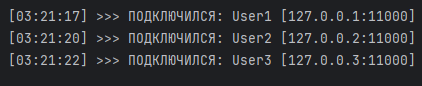 [03:21:17] >>> ПОДКЛЮЧИЛСЯ: User1 [127.0.0.1:11000]
[03:21:20] >>> ПОДКЛЮЧИЛСЯ: User2 [127.0.0.2:11000]
[03:21:22] >>> ПОДКЛЮЧИЛСЯ: User3 [127.0.0.3:11000]